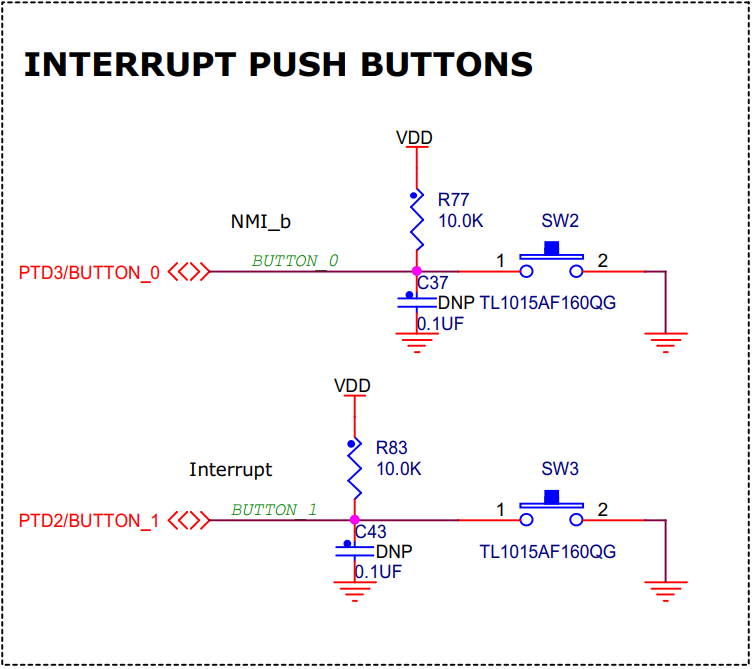 INTERRUPT PUSH BUTTONS
VDD
R77
10.0K
NMI_b
SW2
PTD3/BUTTON_0
BUTTON_0
1
2
C37
DNP
TL1015AF160QG
0.1UF
VDD
R83
10.0K
Interrupt
SW3
PTD2/BUTTON_1
BUTTON_1
1
2
C43
DNP
TL1015AF160QG
0.1UF